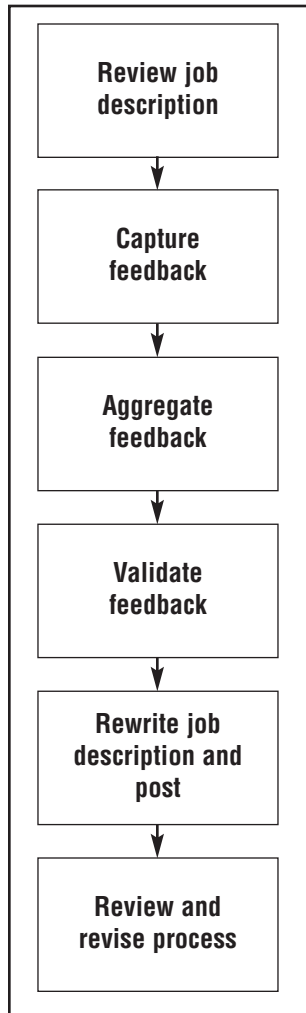 Review job
description
Capture
feedback
Aggregate
feedback
Validate
feedback
Rewrite job
description and
post
Review and
revise process